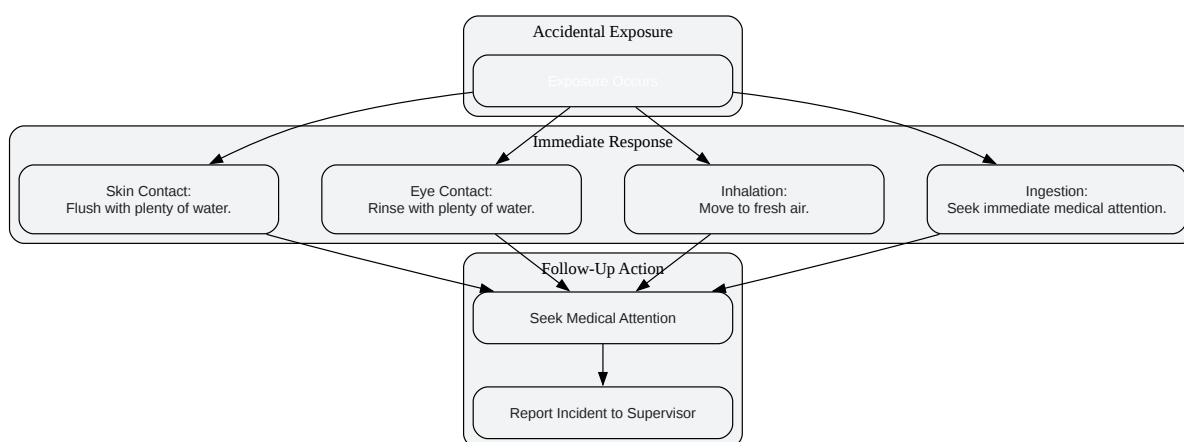 Accidental Exposure
Exposure Occurs
Immediate Response
Skin Contact:
Flush with plenty of water.
Eye Contact:
Rinse with plenty of water.
Inhalation:
Move to fresh air.
Ingestion:
Seek immediate medical attention.
Follow-Up Action
Seek Medical Attention
Report Incident to Supervisor